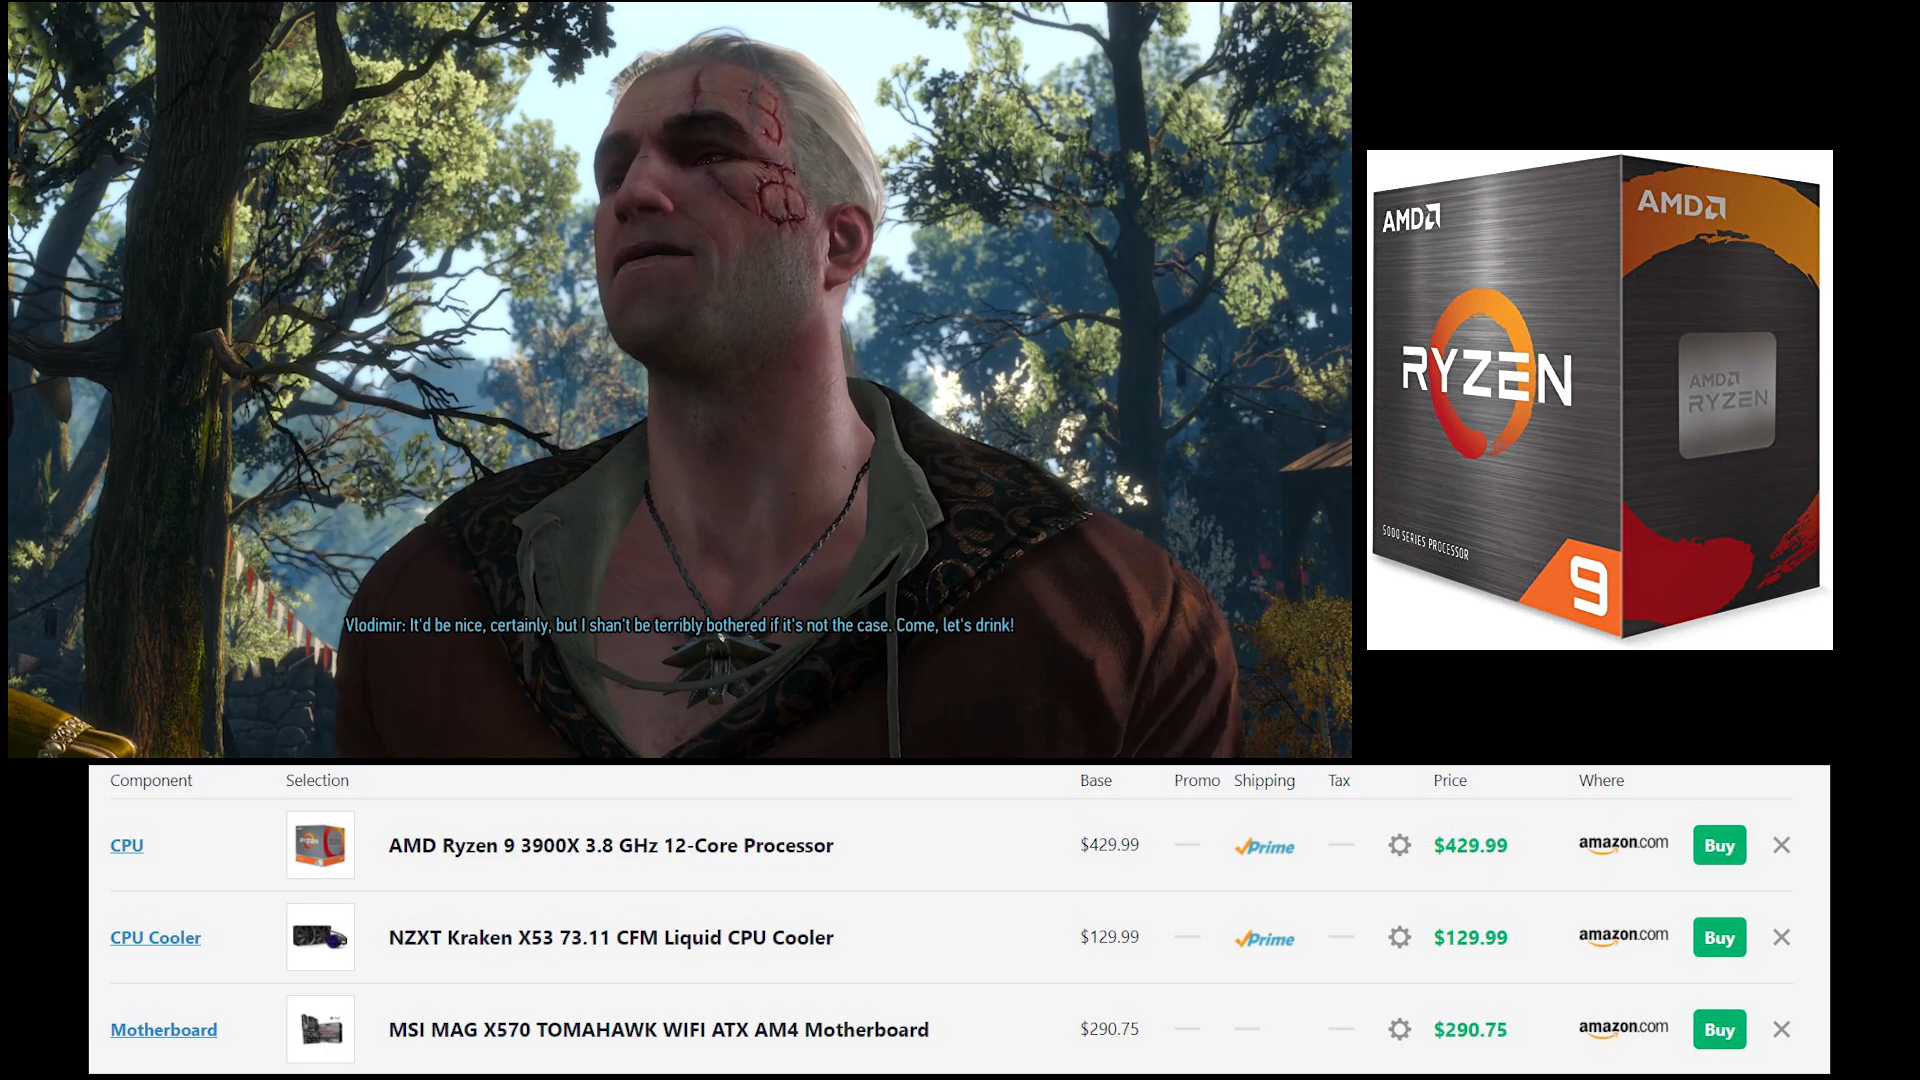 Vlodimir: It'd be nice, certainly, but I shan't be terribly bothered if it's not the case. Come, let's drink!
AMD
AMD
RYZEN
AMD
RYZEN
5000 SERIES PROCESSOR
9
Component Selection Base Promo Shipping Tax Price Where
CPU RYZEN AMD Ryzen 9 3900X 3.8 GHz 12-Core Processor $429.99 — Prime — $429.99 amazon.com Buy
CPU Cooler NZXT Kraken X53 73.11 CFM Liquid CPU Cooler $129.99 — Prime — $129.99 amazon.com Buy
Motherboard MSI MAG X570 TOMAHAWK WIFI ATX AM4 Motherboard $290.75 — — — $290.75 amazon.com Buy